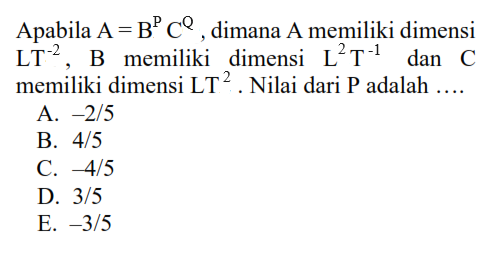 Apabila A = B^P C^Q , dimana A memiliki dimensi
LT^-2 , B memiliki dimensi L^2 T^-1 dan C
memiliki dimensi LT^2 . Nilai dari P adalah ….
A. –2/5
B. 4/5
C. –4/5
D. 3/5
E. –3/5